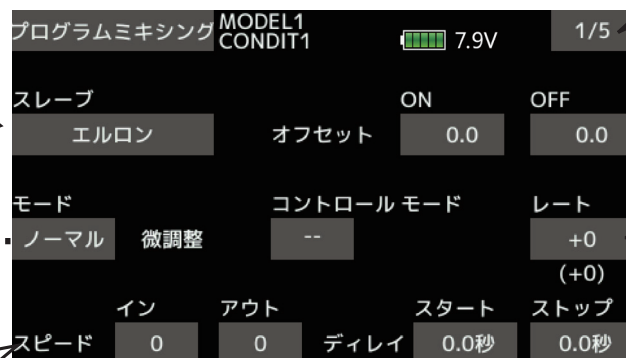 プログラムミキシング MODEL1 CONDIT1 7.9V 1/5
スレーブ ON OFF
エルロン オフセット 0.0 0.0
モード コントロール モード レート
ノーマル 微調整 -- +0
(+0)
イン アウト スタート ストップ
スピード 0 0 ディレイ 0.0秒 0.0秒